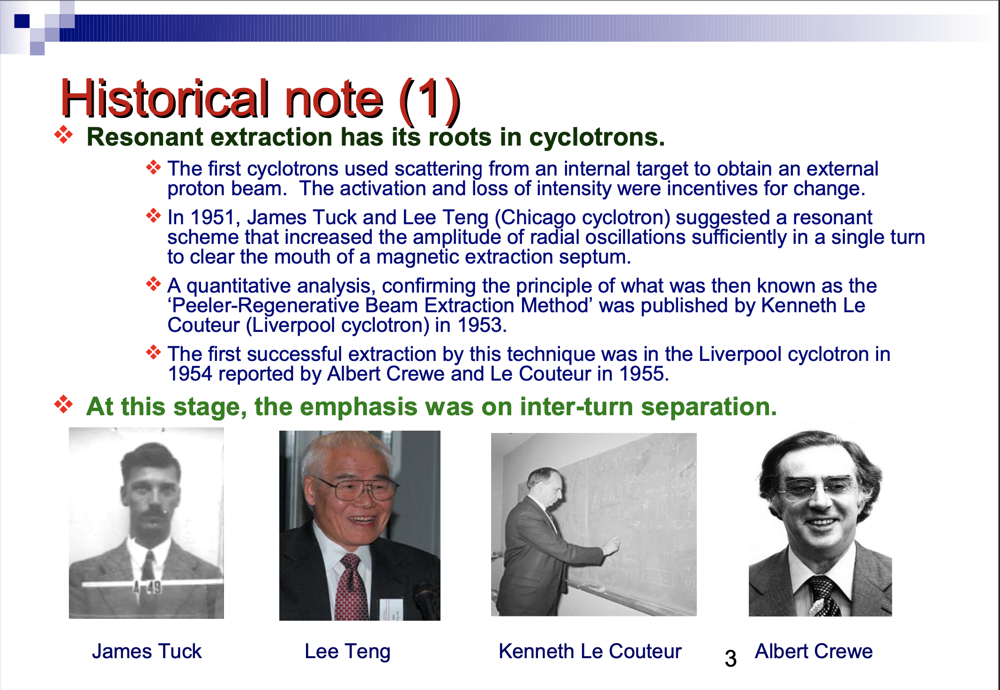 Historical note (1)
❖ Resonant extraction has its roots in cyclotrons.
❖ The first cyclotrons used scattering from an internal target to obtain an external
proton beam.  The activation and loss of intensity were incentives for change.
❖ In 1951, James Tuck and Lee Teng (Chicago cyclotron) suggested a resonant
scheme that increased the amplitude of radial oscillations sufficiently in a single turn
to clear the mouth of a magnetic extraction septum.
❖ A quantitative analysis, confirming the principle of what was then known as the
‘Peeler-Regenerative Beam Extraction Method’ was published by Kenneth Le
Couteur (Liverpool cyclotron) in 1953.
❖ The first successful extraction by this technique was in the Liverpool cyclotron in
1954 reported by Albert Crewe and Le Couteur in 1955.
❖ At this stage, the emphasis was on inter-turn separation.
A 49
James Tuck
Lee Teng
Kenneth Le Couteur
3
Albert Crewe